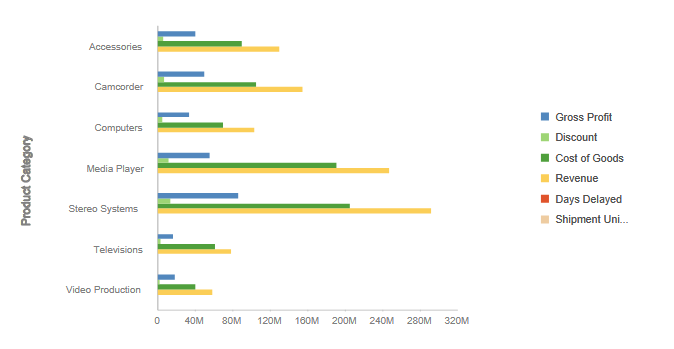 Product Category
Accessories
Camcorder
Computers
Media Player
Stereo Systems
Televisions
Video Production
0 40M 80M 120M 160M 200M 240M 280M 320M
Gross Profit
Discount
Cost of Goods
Revenue
Days Delayed
Shipment Uni...